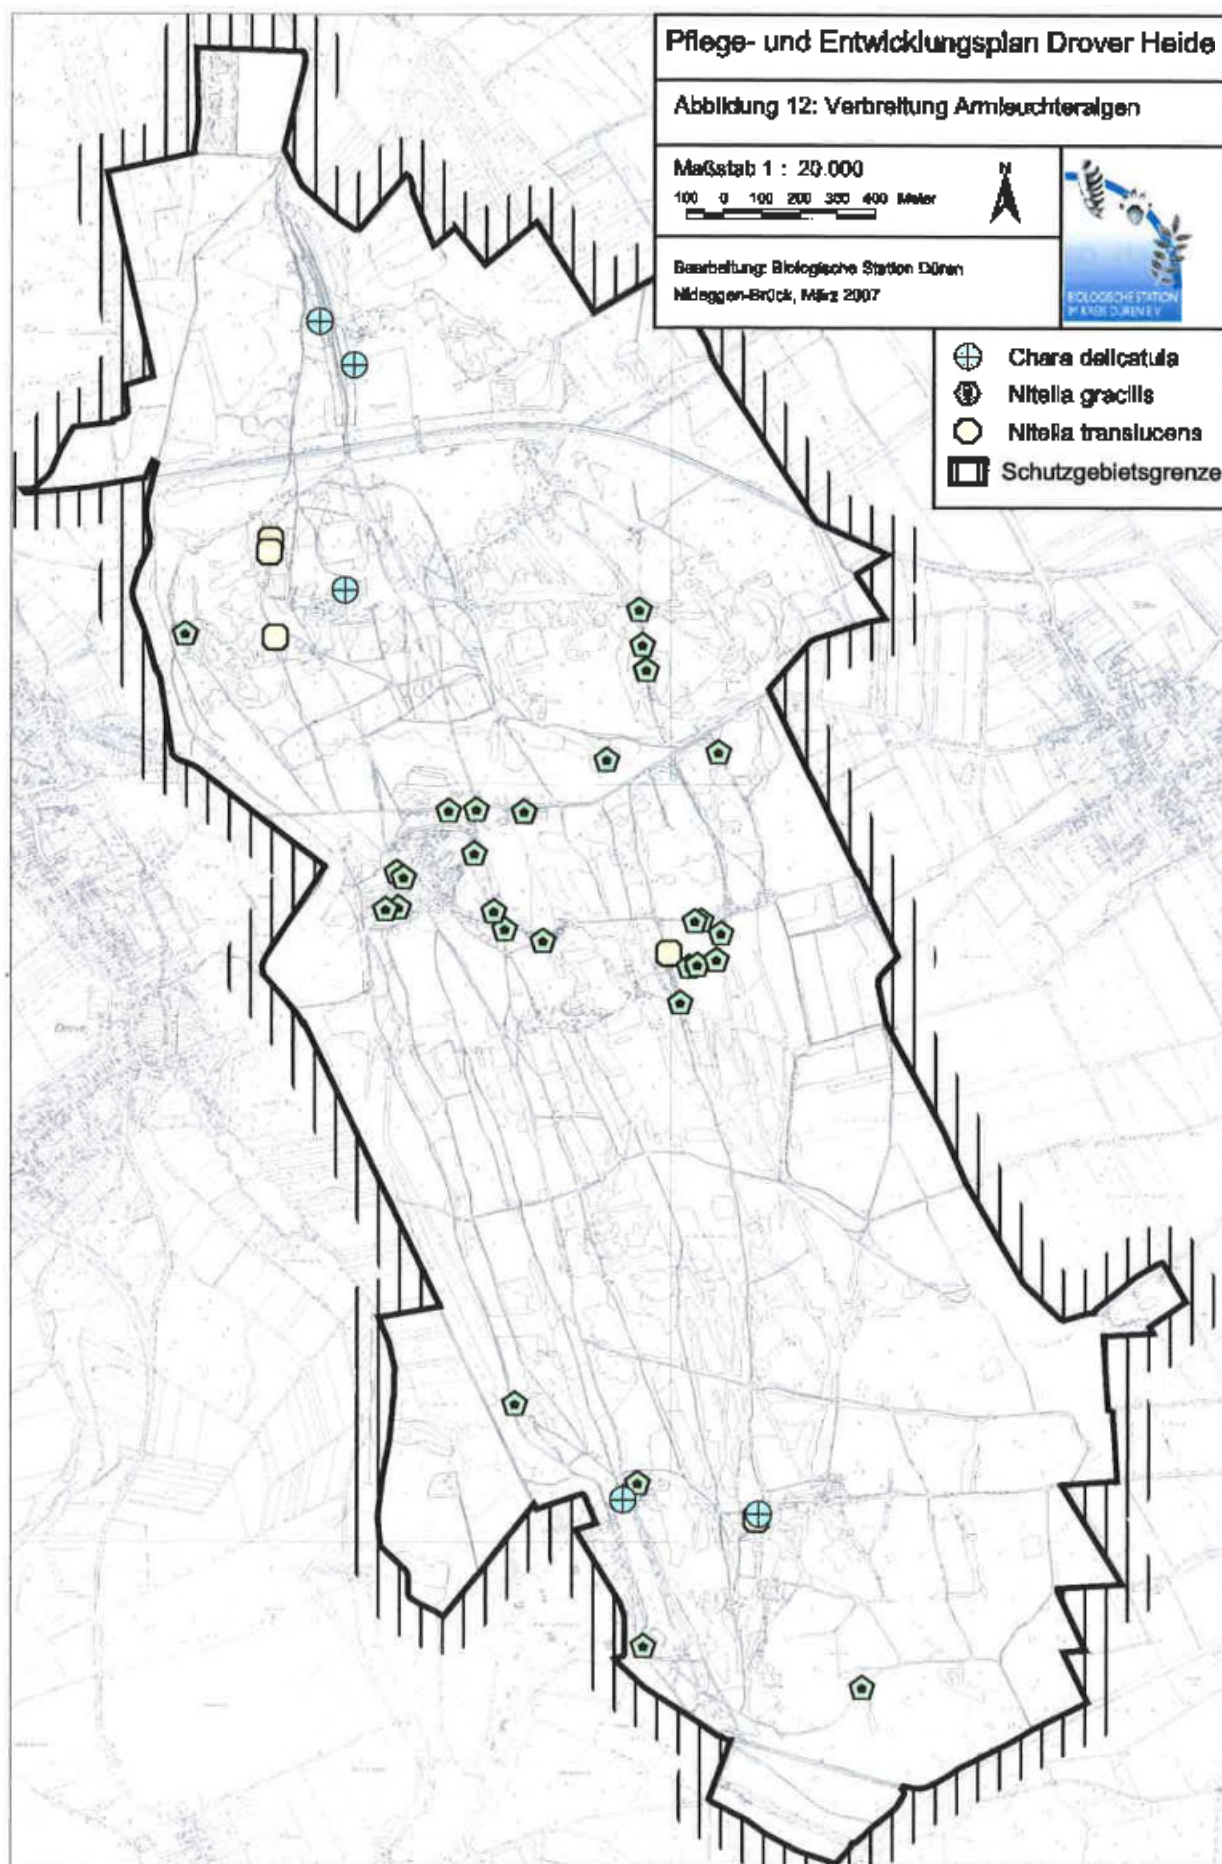 Pflege- und Entwicklungsplan Drover Heide
Abbildung 12: Verbreitung Armleuchteralgen
Maßstab 1 : 20.000
N
100 0 100 200 300 400 Meter
Bearbeitung: Biologische Station Düren
Nideggen-Brück, März 2007
BIOLOGISCHE STATION
IM KREIS DÜREN E.V.
Chara delicatula
Nitella gracilis
Nitella translucens
Schutzgebietsgrenze
Drove